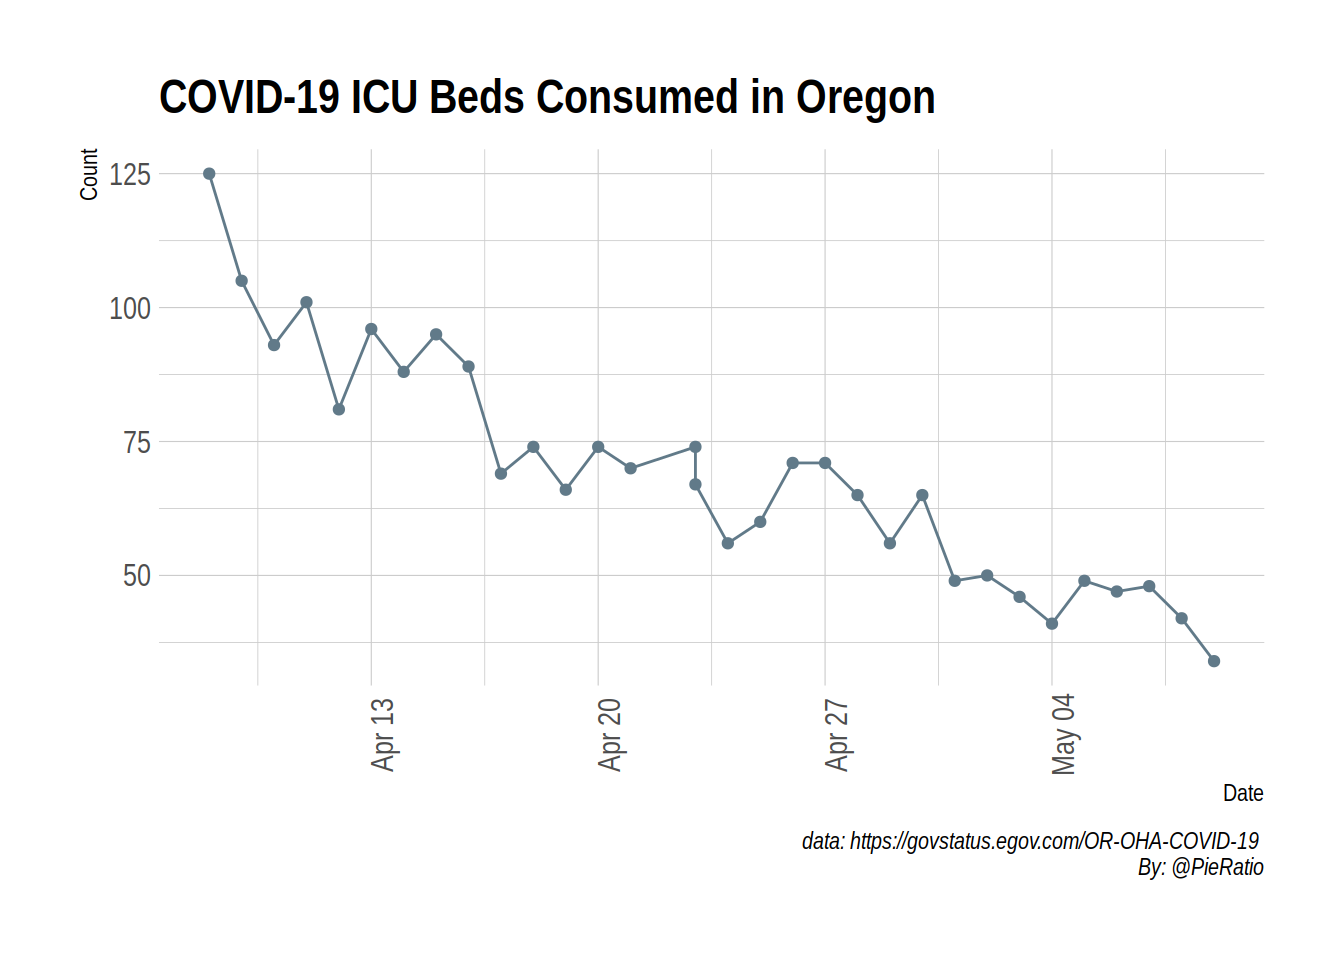 COVID-19 ICU Beds Consumed in Oregon
Count
125
100
75
50
Apr 13
Apr 20
Apr 27
May 04
Date
data: https://govstatus.egov.com/OR-OHA-COVID-19
By: @PieRatio